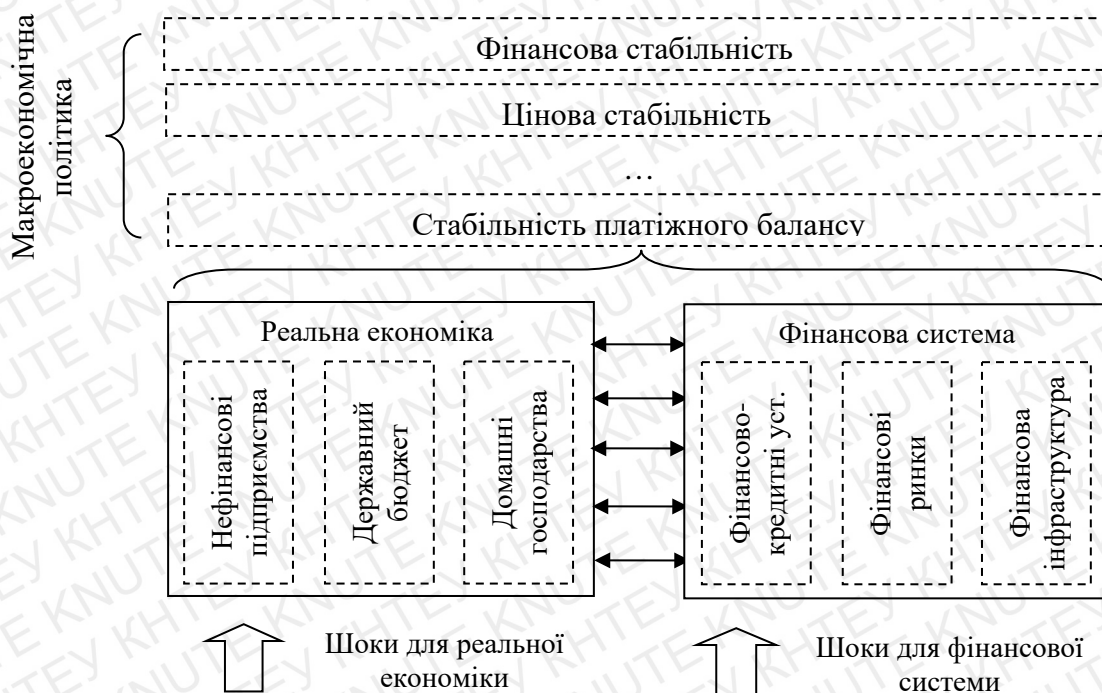 Макроекономічна
політика
Фінансова стабільність
Цінова стабільність
…
Стабільність платіжного балансу
Реальна економіка
Нефінансові
підприємства
Державний
бюджет
Домашні
господарства
Фінансова система
Фінансово-
кредитні уст.
Фінансові
ринки
Фінансова
інфраструктура
Шоки для реальної
економіки
Шоки для фінансової
системи